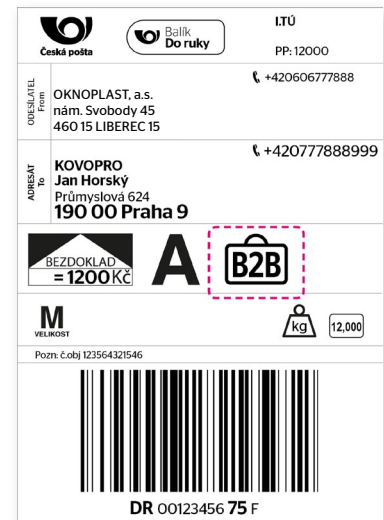 Česká pošta
Balík
Do ruky
I.TÚ
PP: 12000
ODESÍLATEL
From
+420606777888
OKNOPLAST, a.s.
nám. Svobody 45
460 15 LIBEREC 15
ADRESÁT
To
+420777888999
KOVOPRO
Jan Horský
Průmyslová 624
190 00 Praha 9
BEZDOKLAD
= 1200 Kč
A
B2B
M
VELIKOST
kg
12,000
Pozn: č.obj 123564321546
DR 00123456 75 F